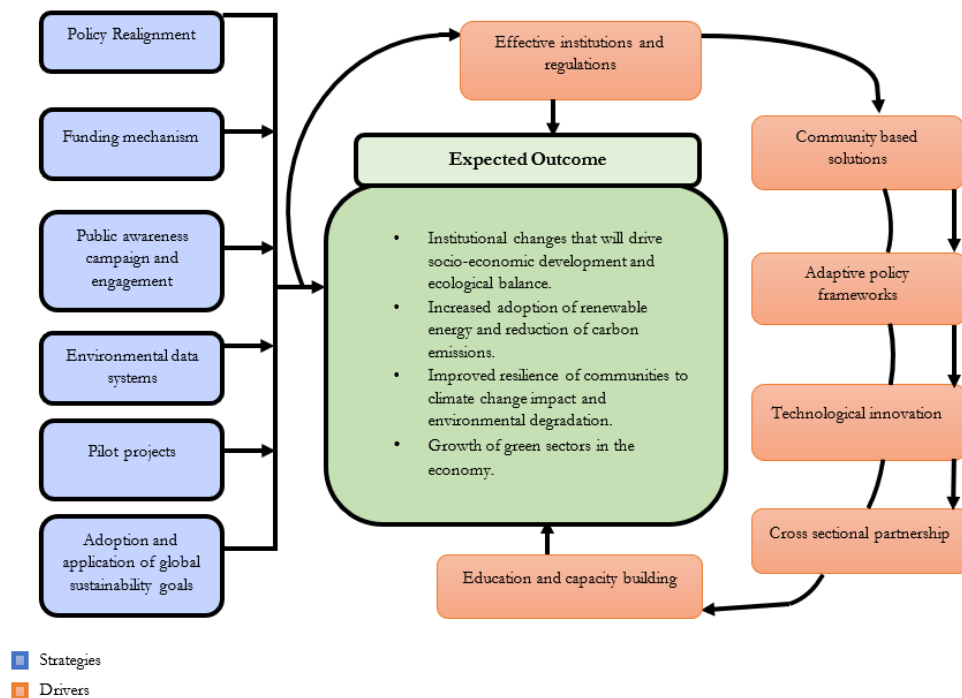 Policy Realignment
Funding mechanism
Public awareness
campaign and
engagement
Environmental data
systems
Pilot projects
Adoption and
application of global
sustainability goals
Effective institutions and
regulations
Expected Outcome
• Institutional changes that will drive
socio-economic development and
ecological balance.
• Increased adoption of renewable
energy and reduction of carbon
emissions.
• Improved resilience of communities to
climate change impact and
environmental degradation.
• Growth of green sectors in the
economy.
Community based
solutions
Adaptive policy
frameworks
Technological innovation
Cross sectional partnership
Education and capacity building
Strategies
Drivers